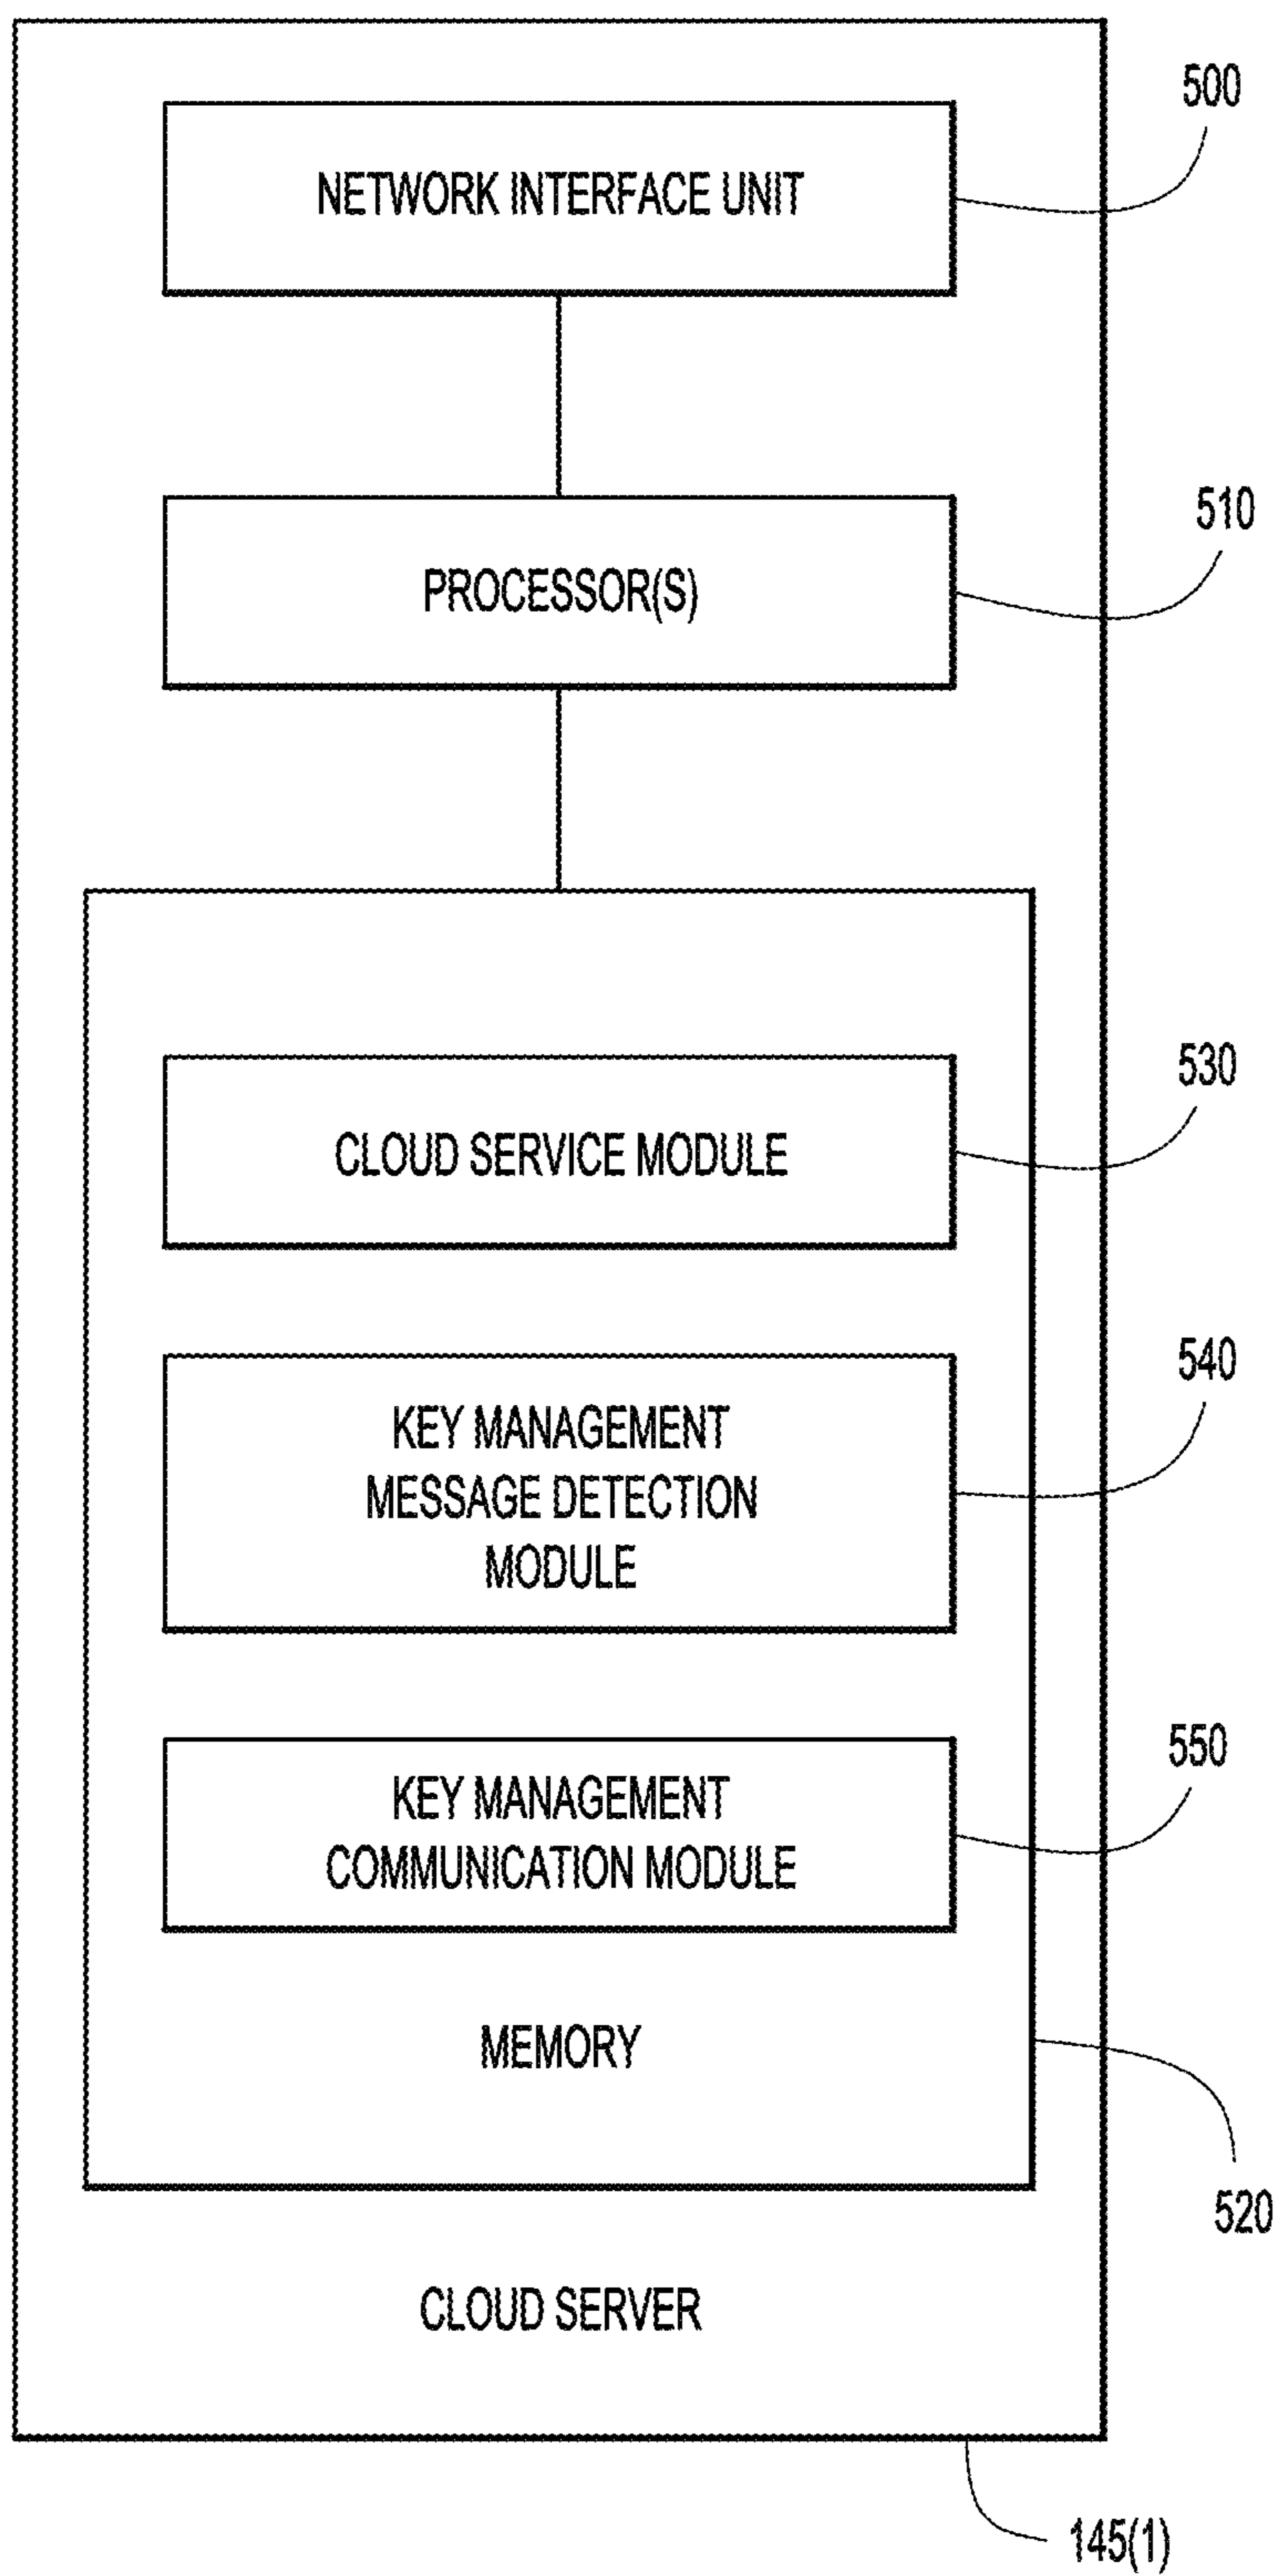 500
NETWORK INTERFACE UNIT
510
PROCESSOR(S)
530
CLOUD SERVICE MODULE
540
KEY MANAGEMENT
MESSAGE DETECTION
MODULE
550
KEY MANAGEMENT
COMMUNICATION MODULE
MEMORY
520
CLOUD SERVER
145(1)